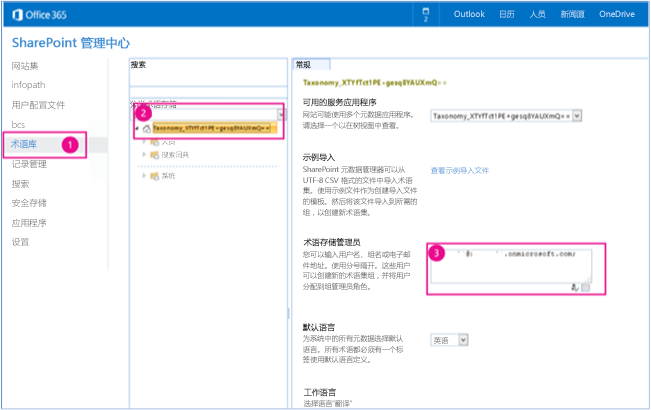 Office 365
2
Outlook 日历 人员 新闻源 OneDrive
SharePoint 管理中心
网站集
infopath
用户配置文件
bcs
术语库
1
记录管理
搜索
安全存储
应用程序
设置
搜索
2
Taxonomy_XTYfTct1PE+gesq8YAUXmQ==
人员
搜索词典
系统
常规
Taxonomy_XTYfTct1PE+gesq8YAUXmQ==
可用的服务应用程序
网站可能使用多个元数据应用程序。
请选择一个以在树视图中查看。
Taxonomy_XTYfTct1PE+gesq8YAUXmQ==
示例导入
SharePoint 元数据管理器可以从
UTF-8 CSV 格式的文件中导入术语
集。使用示例文件作为创建导入文件
的模板。然后将该文件导入到所需的
组，以创建新术语集。
查看示例导入文件
术语存储管理员
您可以输入用户名、组名或电子邮
件地址。使用分号隔开。这些用户
可以创建新的术语集组，并将用户
分配到组管理员角色。
3
.onmicrosoft.com;
默认语言
为系统中的所有元数据选择默认
语言。所有术语都必须有一个标
签使用默认语言定义。
英语
工作语言
选择语言"翻译"